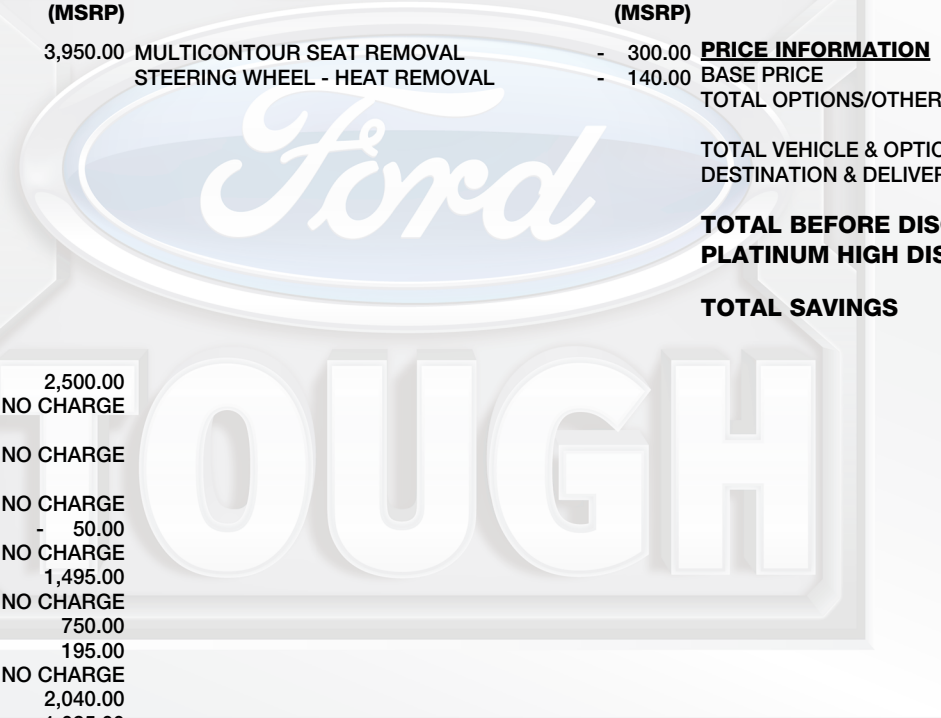 (MSRP)
3,950.00
2,500.00
NO CHARGE
NO CHARGE
NO CHARGE
- 50.00
NO CHARGE
1,495.00
NO CHARGE
750.00
195.00
NO CHARGE
2,040.00
(MSRP)
MULTICONTOUR SEAT REMOVAL - 300.00
STEERING WHEEL - HEAT REMOVAL - 140.00
PRICE INFORMATION
BASE PRICE
TOTAL OPTIONS/OTHER
TOTAL VEHICLE & OPTIO
DESTINATION & DELIVER
TOTAL BEFORE DIS
PLATINUM HIGH DIS
TOTAL SAVINGS
Ford
TOUGH